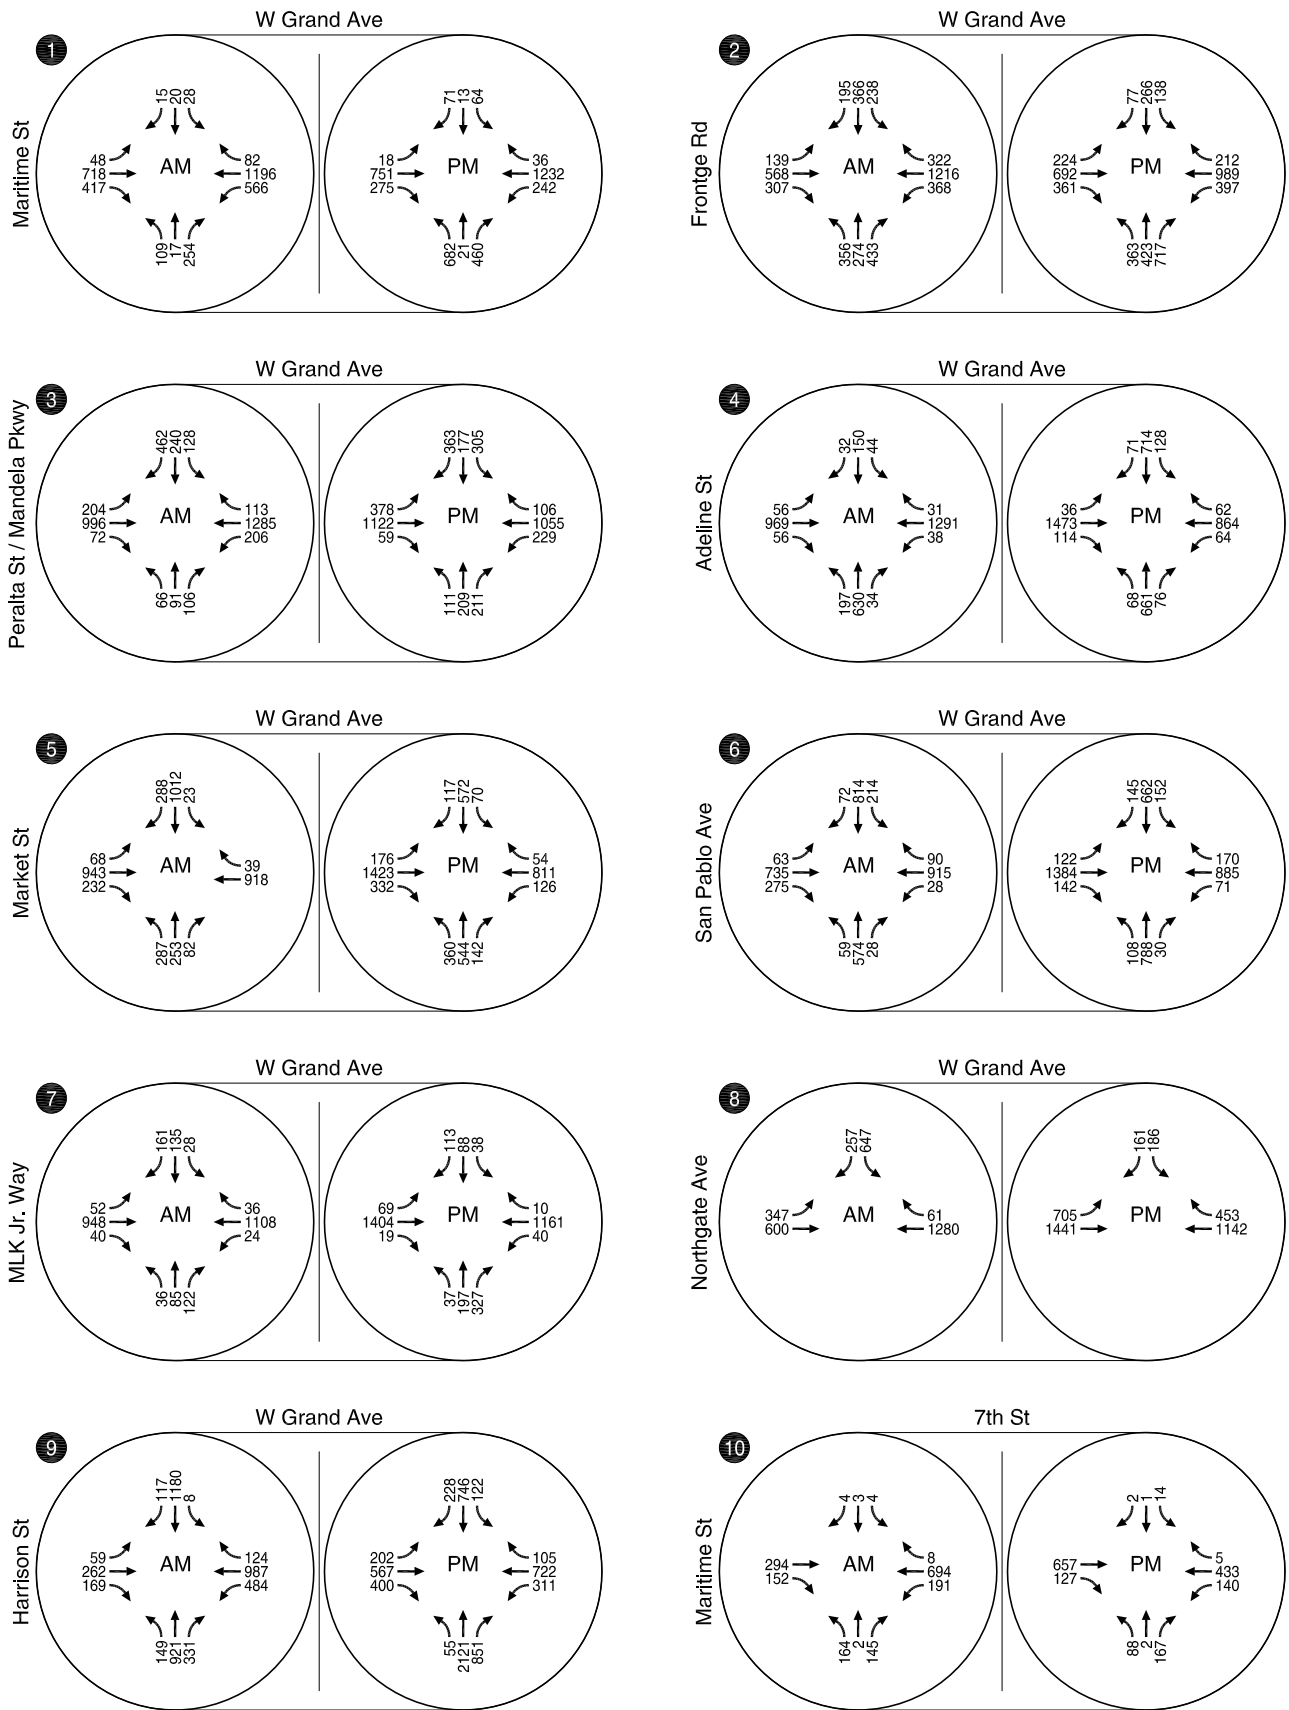 W Grand Ave
1
Maritime St
15 20 28
48
718
417
AM
82
1196
566
109 17 254
71 13 64
18
751
275
PM
36
1232
242
682 21 460
W Grand Ave
2
Frontge Rd
195 366 238
139
568
307
AM
322
1216
368
356 274 433
77 266 138
224
692
361
PM
212
989
397
363 423 717
W Grand Ave
3
Peralta St / Mandela Pkwy
462 240 128
204
996
72
AM
113
1285
206
66 91 106
363 177 305
378
1122
59
PM
106
1055
229
111 209 211
W Grand Ave
4
Adeline St
32 150 44
56
969
56
AM
31
1291
38
197 630 34
71 714 128
36
1473
114
PM
62
864
64
68 661 76
W Grand Ave
5
Market St
288 1012 23
68
943
232
AM
39
918
287 253 82
117 572 70
176
1423
332
PM
54
811
126
360 544 142
W Grand Ave
6
San Pablo Ave
72 814 214
63
735
275
AM
90
915
28
59 574 28
145 662 152
122
1384
142
PM
170
885
71
108 788 30
W Grand Ave
7
MLK Jr. Way
161 135 28
52
948
40
AM
36
1108
24
36 85 122
113 88 38
69
1404
19
PM
10
1161
40
37 197 327
W Grand Ave
8
Northgate Ave
257 647
347
600
AM
61
1280
161 186
705
1441
PM
453
1142
W Grand Ave
9
Harrison St
117 1180 8
59
262
169
AM
124
987
484
149 921 331
228 746 122
202
567
400
PM
105
722
311
55 2121 851
7th St
10
Maritime St
4 3 4
294
152
AM
8
694
191
164 2 145
2 1 14
657
127
PM
5
433
140
88 2 167